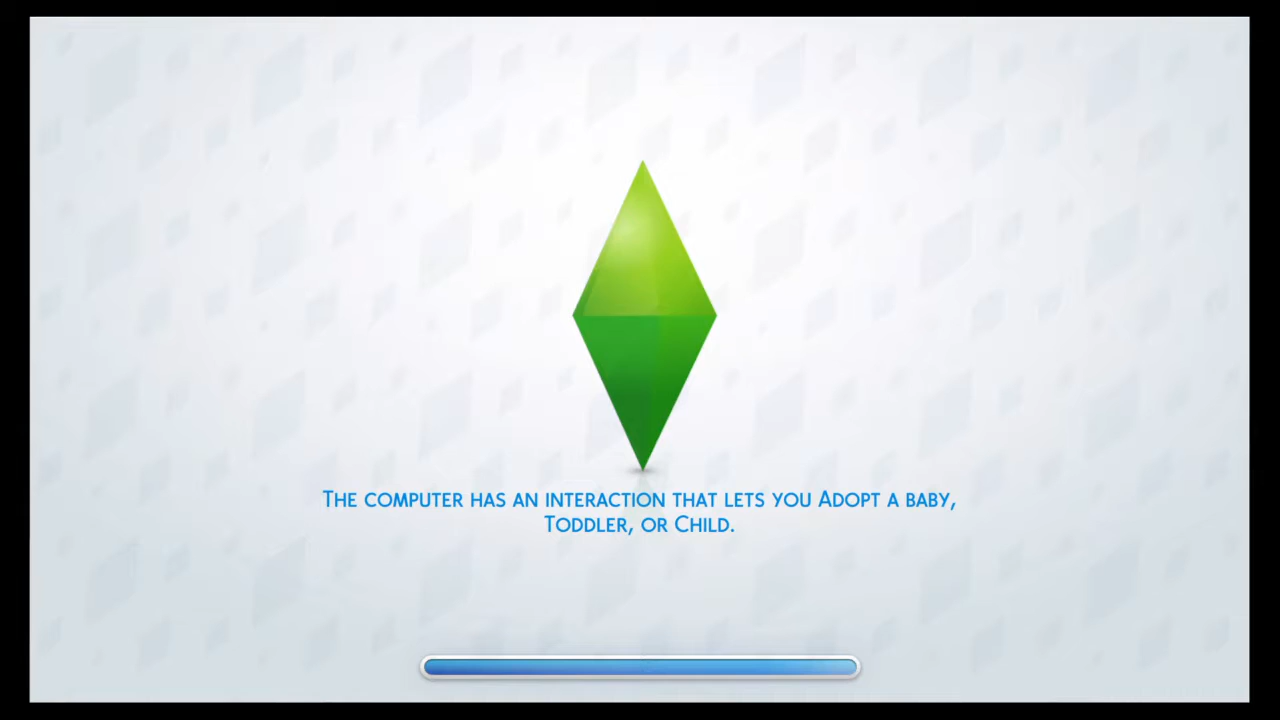 The computer has an interaction that lets you Adopt a baby,
Toddler, or Child.